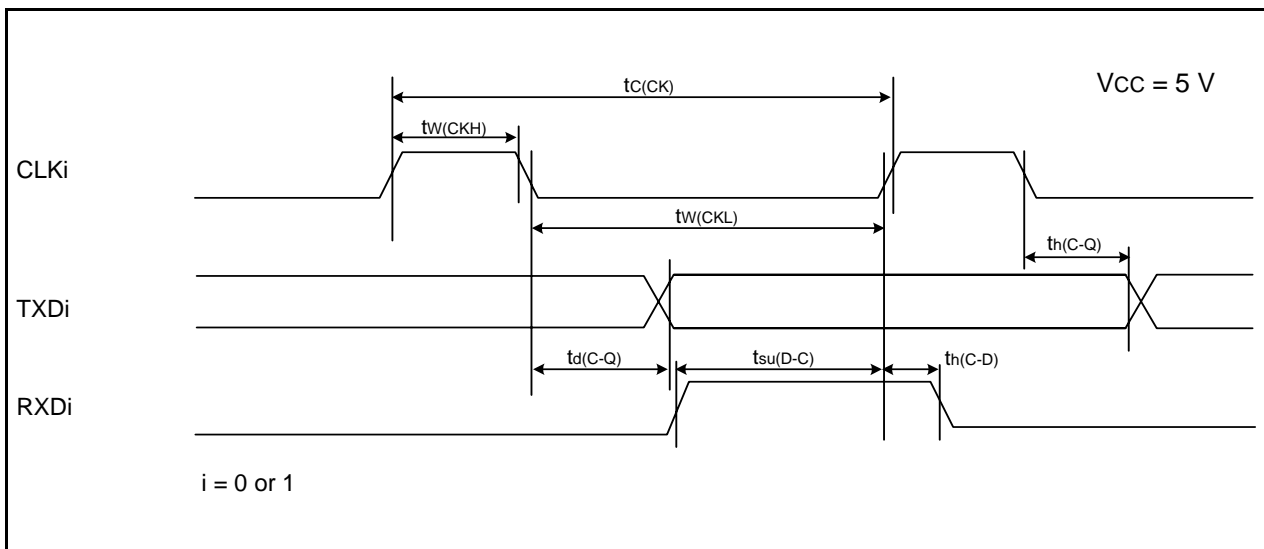 tC(CK)
VCC = 5 V
tW(CKH)
CLKi
tW(CKL)
th(C-Q)
TXDi
td(C-Q)
tsu(D-C)
th(C-D)
RXDi
i = 0 or 1